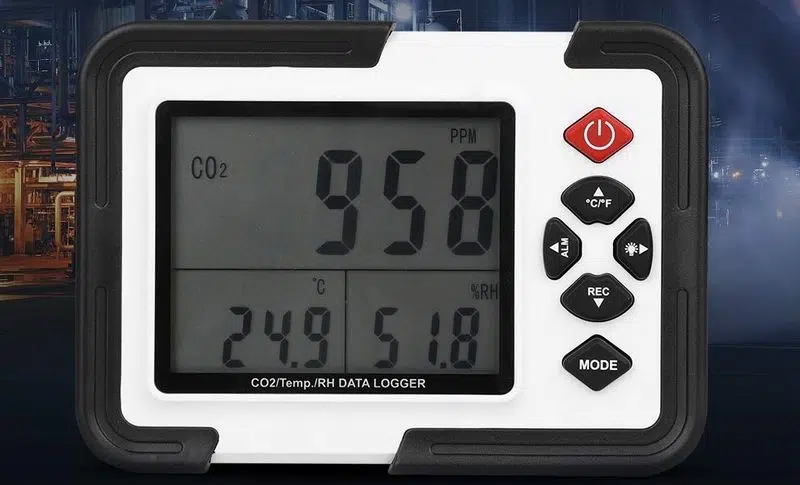 PPM
CO2
958
°C
24.9
%RH
51.8
CO2/Temp./RH DATA LOGGER
°C/°F
ALM
REC
MODE